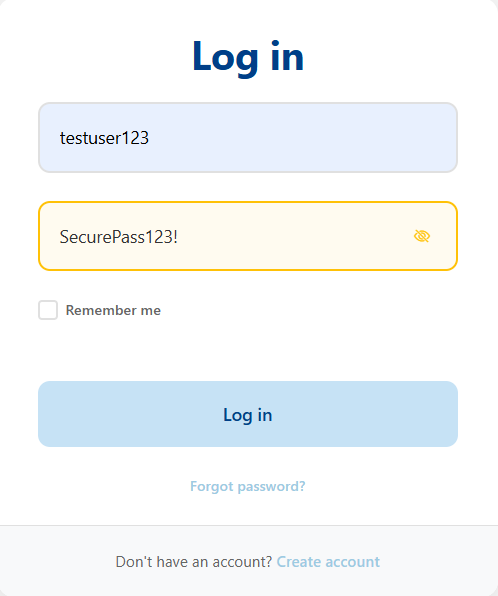 Log in
testuser123
SecurePass123!
Remember me
Log in
Forgot password?
Don't have an account? Create account